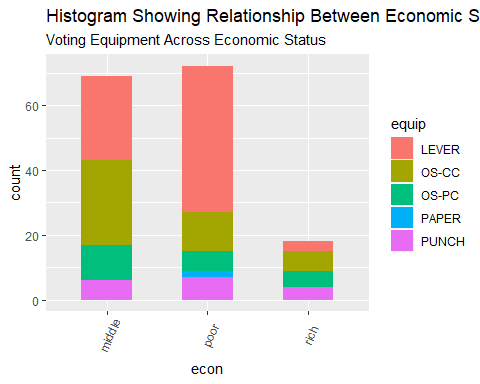 Histogram Showing Relationship Between Economic S
Voting Equipment Across Economic Status
60
40
20
0
count
middle
poor
rich
econ
equip
LEVER
OS-CC
OS-PC
PAPER
PUNCH